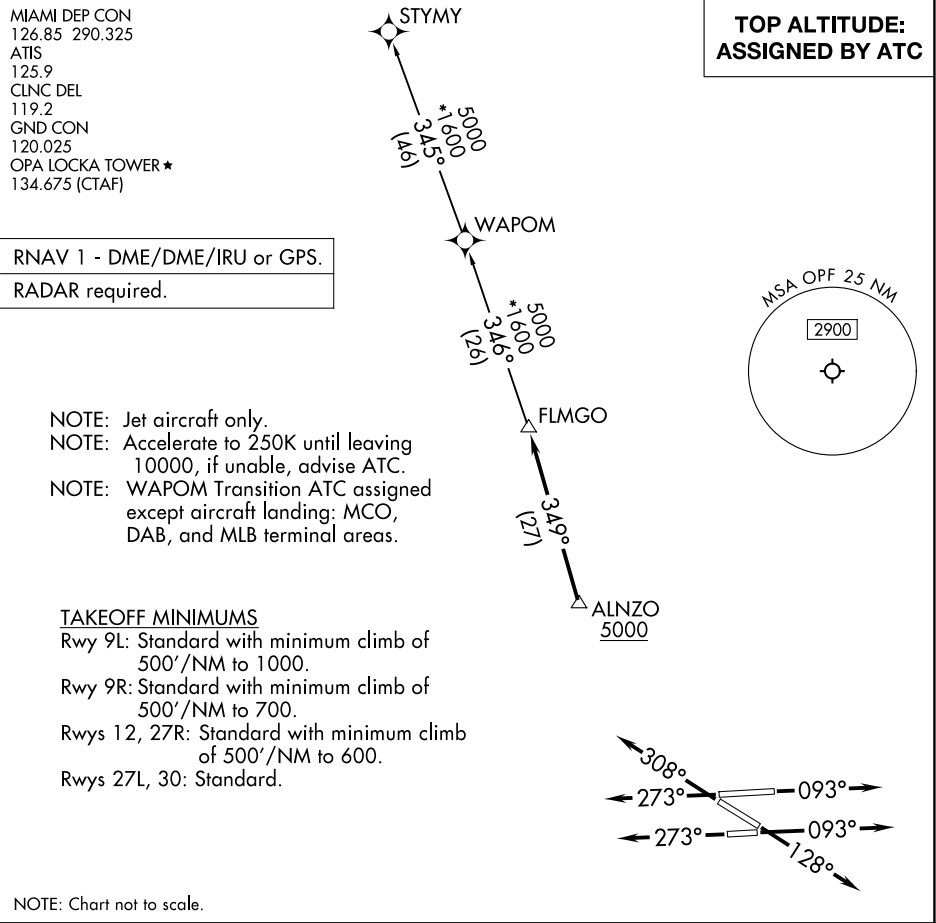 MIAMI DEP CON
126.85 290.325
ATIS
125.9
CLNC DEL
119.2
GND CON
120.025
OPA LOCKA TOWER★
134.675 (CTAF)
TOP ALTITUDE:
ASSIGNED BY ATC
STYMY
5000
*1600
345°
(46)
WAPOM
RNAV 1 - DME/DME/IRU or GPS.
RADAR required.
MSA OPF 25 NM
2900
5000
*1600
346°
(26)
FLMGO
NOTE: Jet aircraft only.
NOTE: Accelerate to 250K until leaving
10000, if unable, advise ATC.
NOTE: WAPOM Transition ATC assigned
except aircraft landing: MCO,
DAB, and MLB terminal areas.
349°
(27)
ALNZO
5000
TAKEOFF MINIMUMS
Rwy 9L: Standard with minimum climb of
500'/NM to 1000.
Rwy 9R: Standard with minimum climb of
500'/NM to 700.
Rwys 12, 27R: Standard with minimum climb
of 500'/NM to 600.
Rwys 27L, 30: Standard.
308°
273°
093°
273°
093°
128°
NOTE: Chart not to scale.